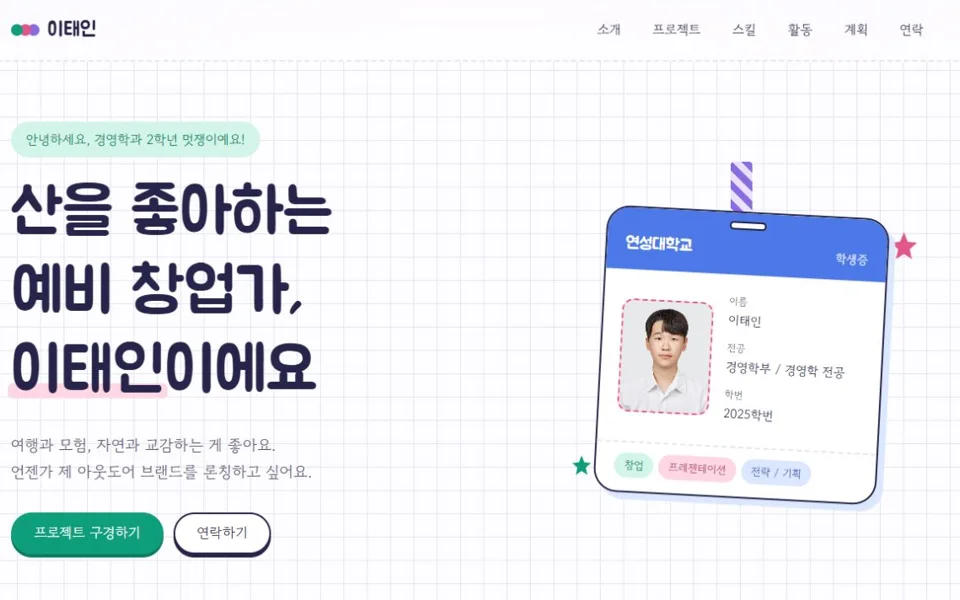 이태인
소개
프로젝트
스킬
활동
계획
연락
안녕하세요, 경영학과 2학년 멋쟁이예요!
산을 좋아하는
예비 창업가,
이태인이에요
여행과 모험, 자연과 교감하는 게 좋아요.
언젠가 제 아웃도어 브랜드를 론칭하고 싶어요.
프로젝트 구경하기
연락하기
연성대학교
학생증
이름
이태인
전공
경영학부 / 경영학 전공
학번
2025학번
창업
프레젠테이션
전략 / 기획